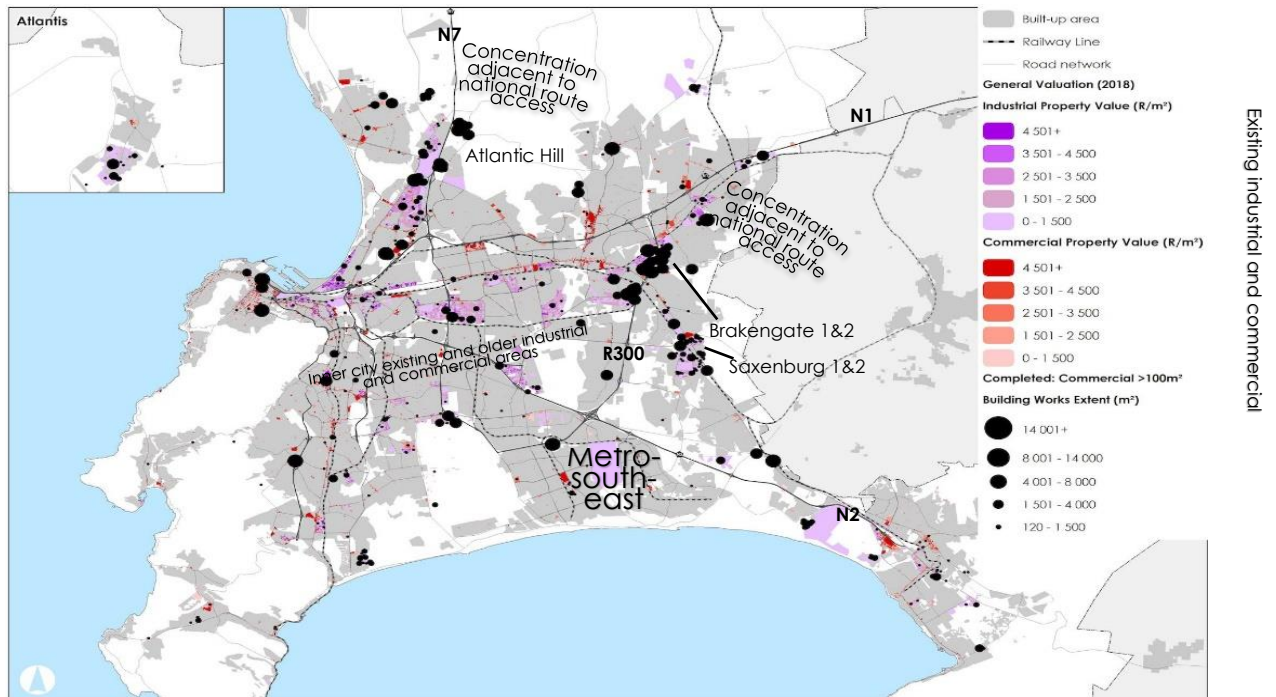 Atlantis
N7
Concentration
adjacent to
national route
access
Atlantic Hill
N1
Concentration
adjacent to
national route
access
Brakengate 1&2
Saxenburg 1&2
R300
Inner city existing and older industrial
and commercial areas
Metro-
south-
east
N2
Built-up area
Railway Line
Road network
General Valuation (2018)
Industrial Property Value (R/m²)
4 501+
3 501 - 4 500
2 501 - 3 500
1 501 - 2 500
0 - 1 500
Commercial Property Value (R/m²)
4 501+
3 501 - 4 500
2 501 - 3 500
1 501 - 2 500
0 - 1 500
Completed: Commercial >100m²
Building Works Extent (m²)
14 001+
8 001 - 14 000
4 001 - 8 000
1 501 - 4 000
120 - 1 500
Existing industrial and commercial